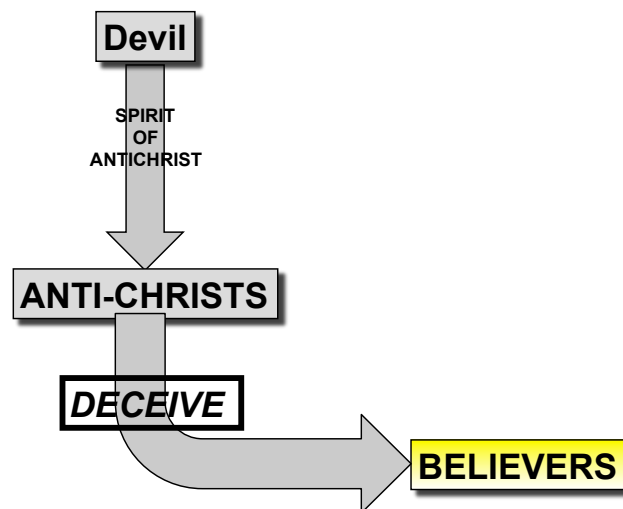 Devil
SPIRIT
OF
ANTICHRIST
ANTI-CHRISTS
DECEIVE
BELIEVERS